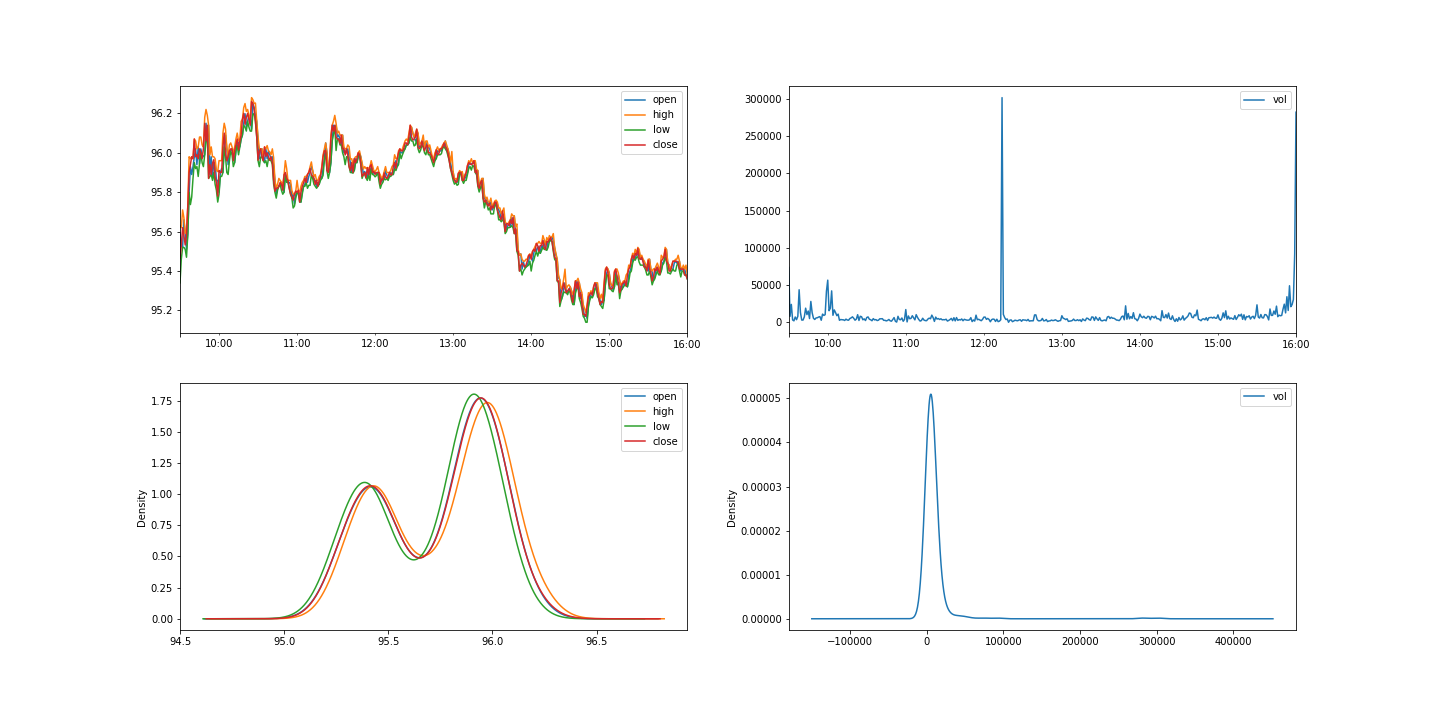 96.2
96.0
95.8
95.6
95.4
95.2
10:00 11:00 12:00 13:00 14:00 15:00 16:00
open
high
low
close
300000
250000
200000
150000
100000
50000
0
10:00 11:00 12:00 13:00 14:00 15:00 16:00
vol
Density
1.75
1.50
1.25
1.00
0.75
0.50
0.25
0.00
94.5 95.0 95.5 96.0 96.5
open
high
low
close
Density
0.00005
0.00004
0.00003
0.00002
0.00001
0.00000
−100000 0 100000 200000 300000 400000
vol